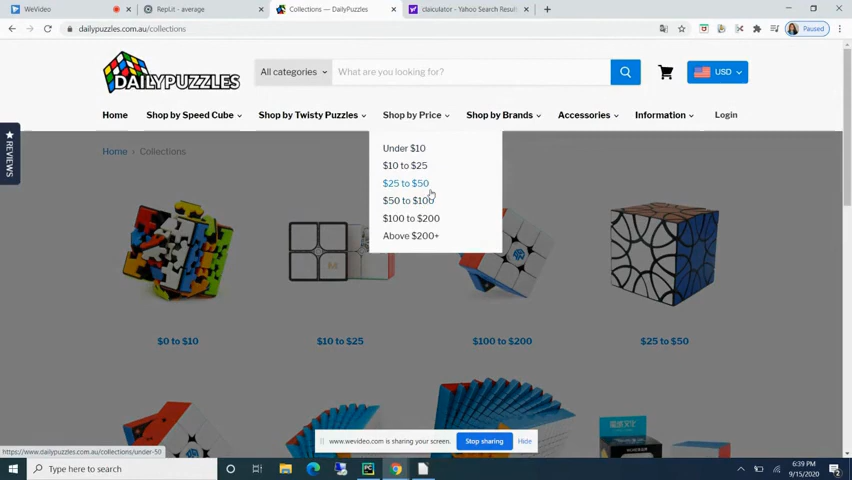 WeVideo
Repl.it - average
Collections — DailyPuzzles
claiculator - Yahoo Search Result
dailypuzzles.com.au/collections
Paused
DAILYPUZZLES
All categories
What are you looking for?
USD
Home
Shop by Speed Cube
Shop by Twisty Puzzles
Shop by Price
Shop by Brands
Accessories
Information
Login
Under $10
$10 to $25
$25 to $50
$50 to $100
$100 to $200
Above $200+
★ REVIEWS
Home Collections
$0 to $10
$10 to $25
$100 to $200
$25 to $50
www.wevideo.com is sharing your screen.
Stop sharing
Hide
https://www.dailypuzzles.com.au/collections/under-50
Type here to search
6:39 PM
9/15/2020